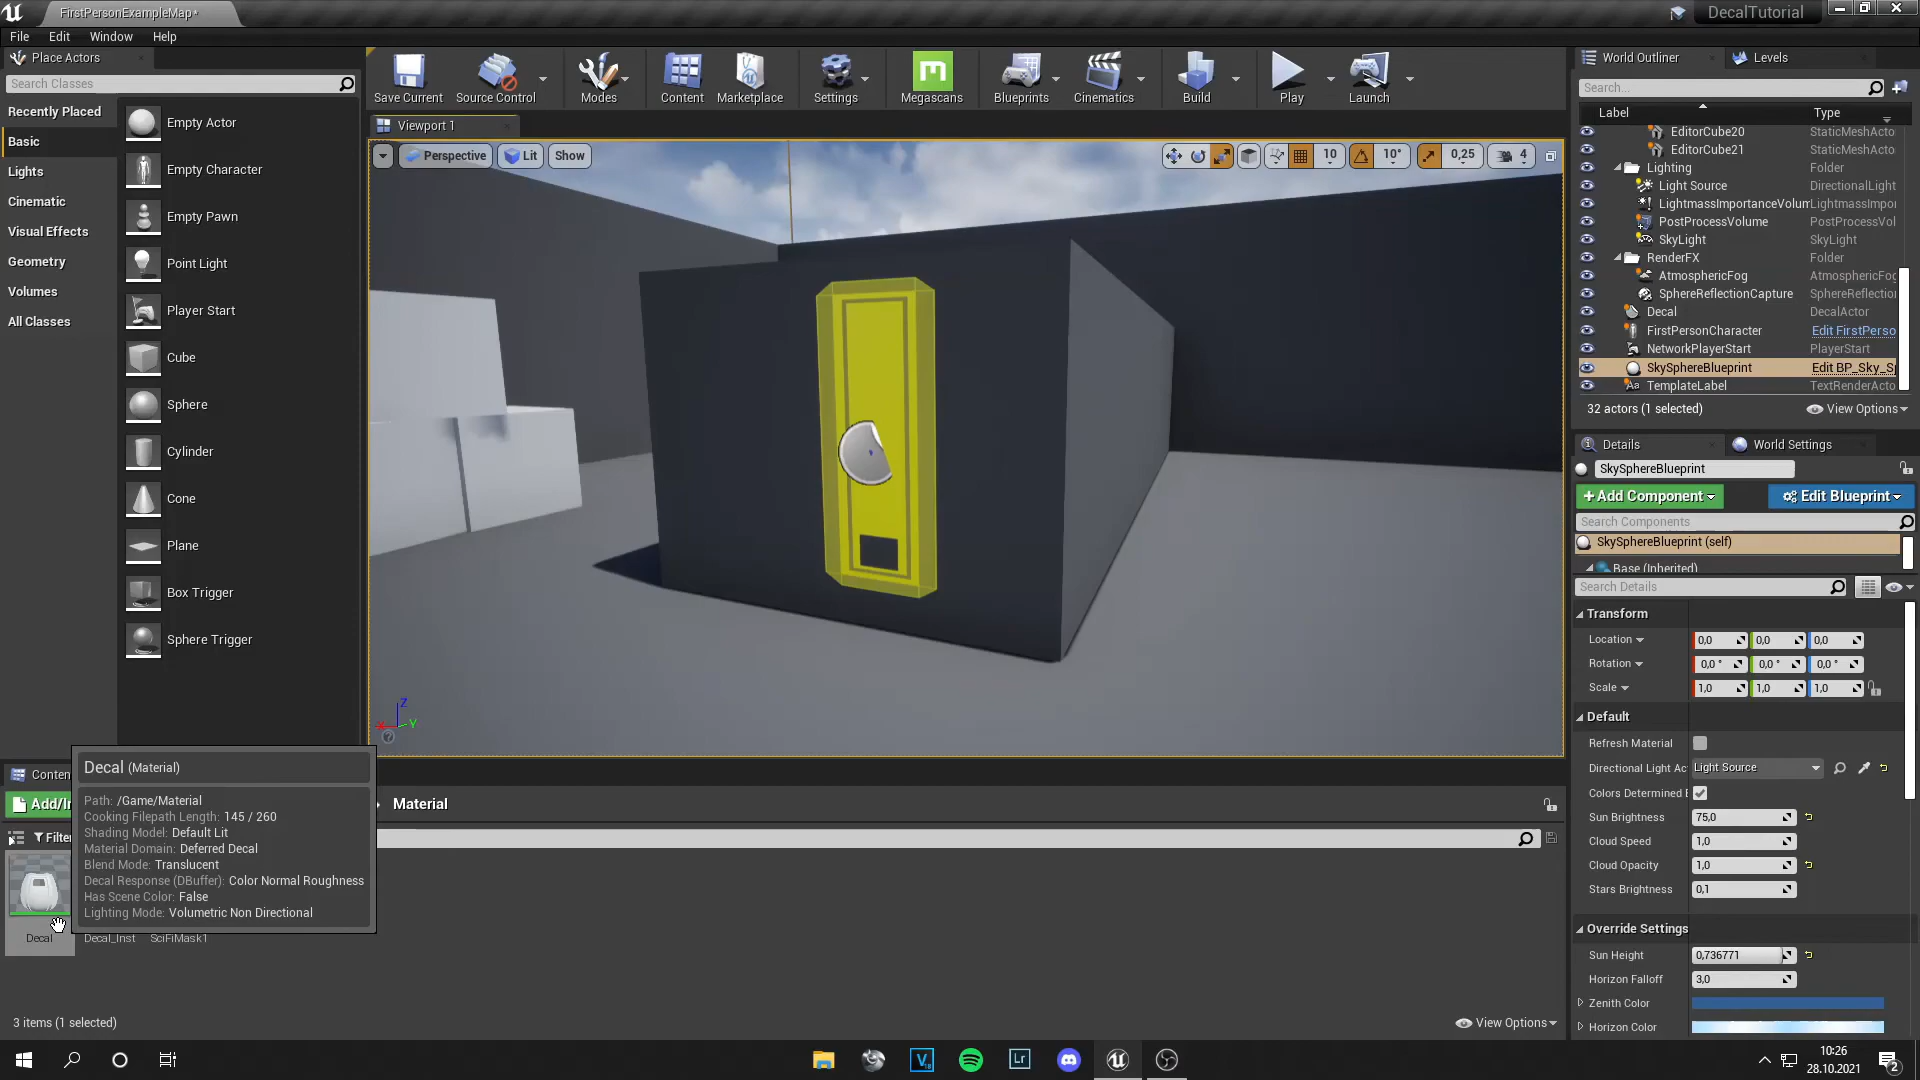 FirstPersonExampleMap*
DecalTutorial
File Edit Window Help
Place Actors
Search Classes
Recently Placed
Basic
Lights
Cinematic
Visual Effects
Geometry
Volumes
All Classes
Empty Actor
Empty Character
Empty Pawn
Point Light
Player Start
Cube
Sphere
Cylinder
Cone
Plane
Box Trigger
Sphere Trigger
Save Current Source Control Modes Content Marketplace Settings Megascans Blueprints Cinematics Build Play Launch
Viewport 1
Perspective Lit Show
10 10° 0,25 4
Z
X Y
World Outliner Levels
Search...
Label Type
EditorCube20 StaticMeshActo
EditorCube21 StaticMeshActo
Lighting Folder
Light Source DirectionalLight
LightmassImportanceVolum LightmassImpor
PostProcessVolume PostProcessVol
SkyLight SkyLight
RenderFX Folder
AtmosphericFog AtmosphericFog
SphereReflectionCapture SphereReflection
Decal DecalActor
FirstPersonCharacter Edit FirstPerso
NetworkPlayerStart PlayerStart
SkySphereBlueprint Edit BP_Sky_Sp
Aa TemplateLabel TextRenderActo
32 actors (1 selected) View Options
Details World Settings
SkySphereBlueprint
+Add Component Edit Blueprint
Search Components
SkySphereBlueprint (self)
Base (Inherited)
Search Details
Transform
Location 0,0 0,0 0,0
Rotation 0,0 ° 0,0 ° 0,0 °
Scale 1,0 1,0 1,0
Default
Refresh Material
Directional Light Ac Light Source
Colors Determined B
Sun Brightness 75,0
Cloud Speed 1,0
Cloud Opacity 1,0
Stars Brightness 0,1
Override Settings
Sun Height 0,736771
Horizon Falloff 3,0
Zenith Color
Horizon Color
Conten
Add/Im
Filter
Material
Decal (Material)
Path: /Game/Material
Cooking Filepath Length: 145 / 260
Shading Model: Default Lit
Material Domain: Deferred Decal
Blend Mode: Translucent
Decal Response (DBuffer): Color Normal Roughness
Has Scene Color: False
Lighting Mode: Volumetric Non Directional
Decal Decal_Inst SciFiMask1
3 items (1 selected) View Options
Lr
10:26
28.10.2021
2